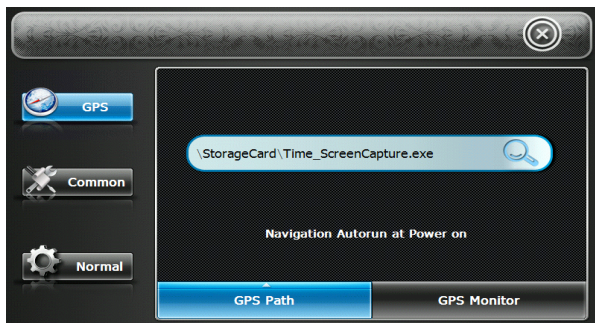 GPS
\StorageCard\Time_ScreenCapture.exe
Common
Navigation Autorun at Power on
Normal
GPS Path
GPS Monitor